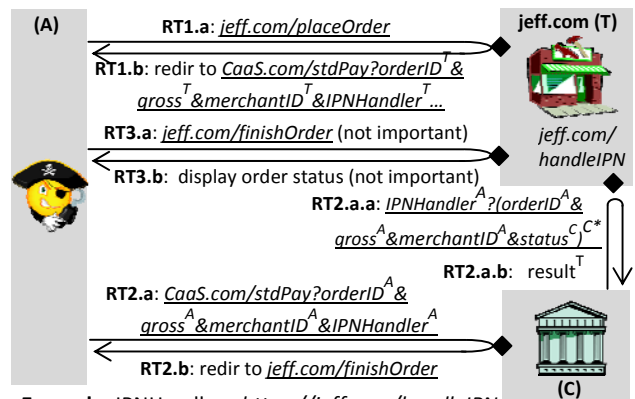 (A)
jeff.com (T)
RT1.a: jeff.com/placeOrder
RT1.b: redir to CaaS.com/stdPay?orderID^T&
gross^T&merchantID^T&IPNHandler^T...
RT3.a: jeff.com/finishOrder (not important)
RT3.b: display order status (not important)
jeff.com/
handleIPN
RT2.a.a: IPNHandler^A?(orderID^A&
gross^A&merchantID^A&status^C)^C*
RT2.a.b: result^T
RT2.a: CaaS.com/stdPay?orderID^A&
gross^A&merchantID^A&IPNHandler^A
RT2.b: redir to jeff.com/finishOrder
(C)